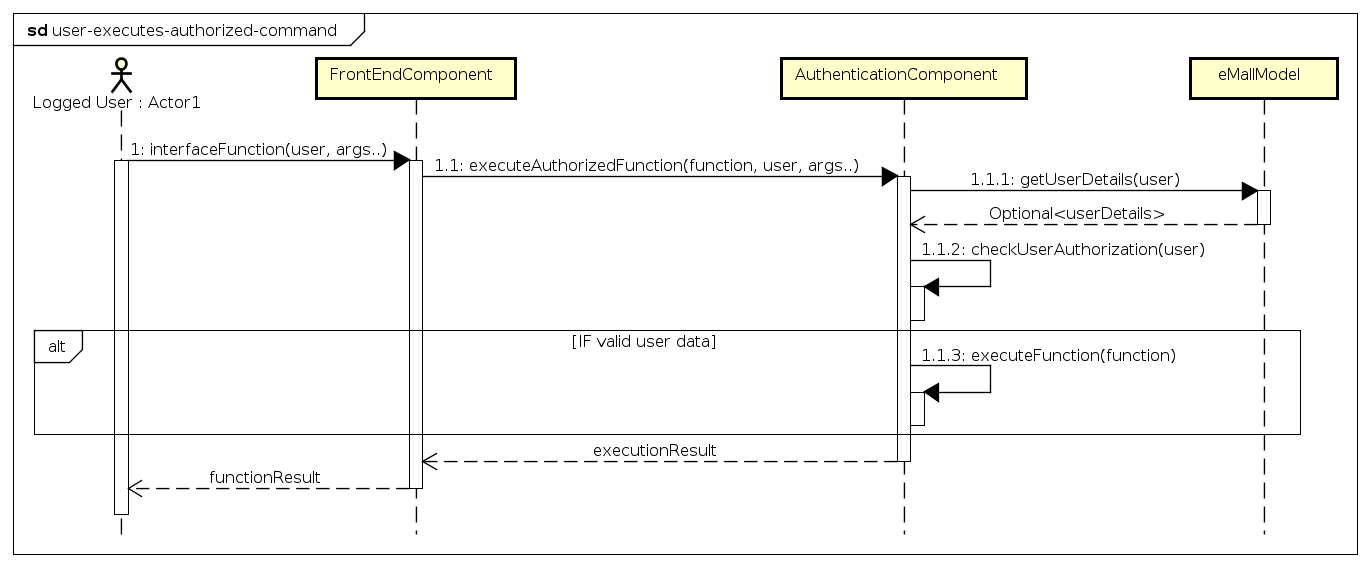 sd user-executes-authorized-command
Logged User : Actor1
FrontEndComponent
AuthenticationComponent
eMallModel
1: interfaceFunction(user, args..)
1.1: executeAuthorizedFunction(function, user, args..)
1.1.1: getUserDetails(user)
Optional<userDetails>
1.1.2: checkUserAuthorization(user)
alt
[IF valid user data]
1.1.3: executeFunction(function)
executionResult
functionResult